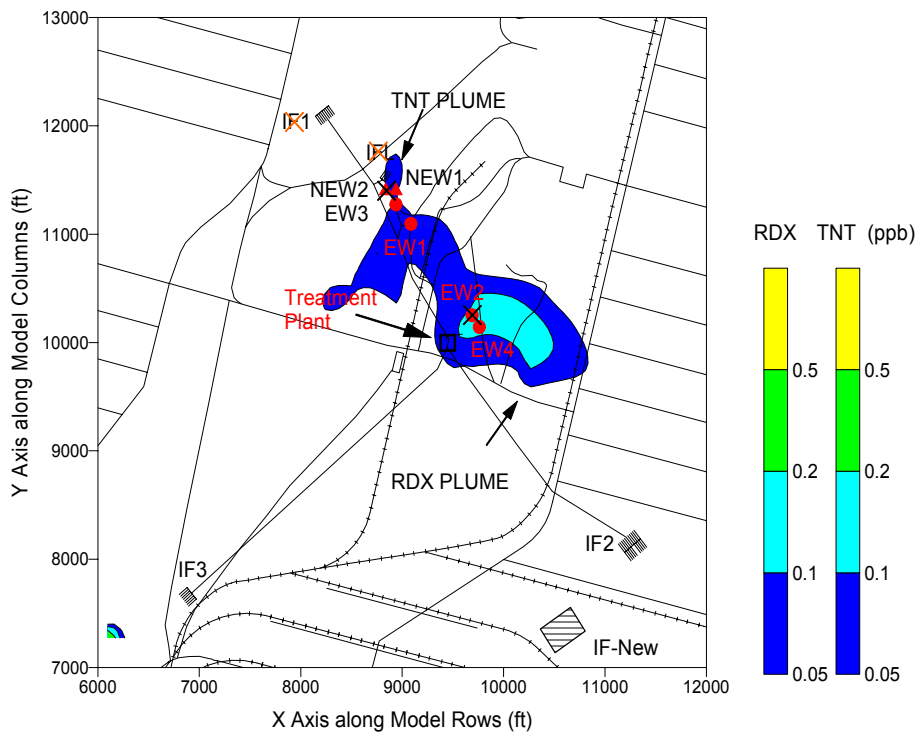 13000
12000
11000
10000
9000
8000
7000
6000
7000
8000
9000
10000
11000
12000
Y Axis along Model Columns (ft)
X Axis along Model Rows (ft)
TNT PLUME
IF1
NEW1
NEW2
EW3
EW1
EW2
Treatment
Plant
EW4
RDX PLUME
IF2
IF3
IF-New
RDX TNT (ppb)
0.5 0.5
0.2 0.2
0.1 0.1
0.05 0.05